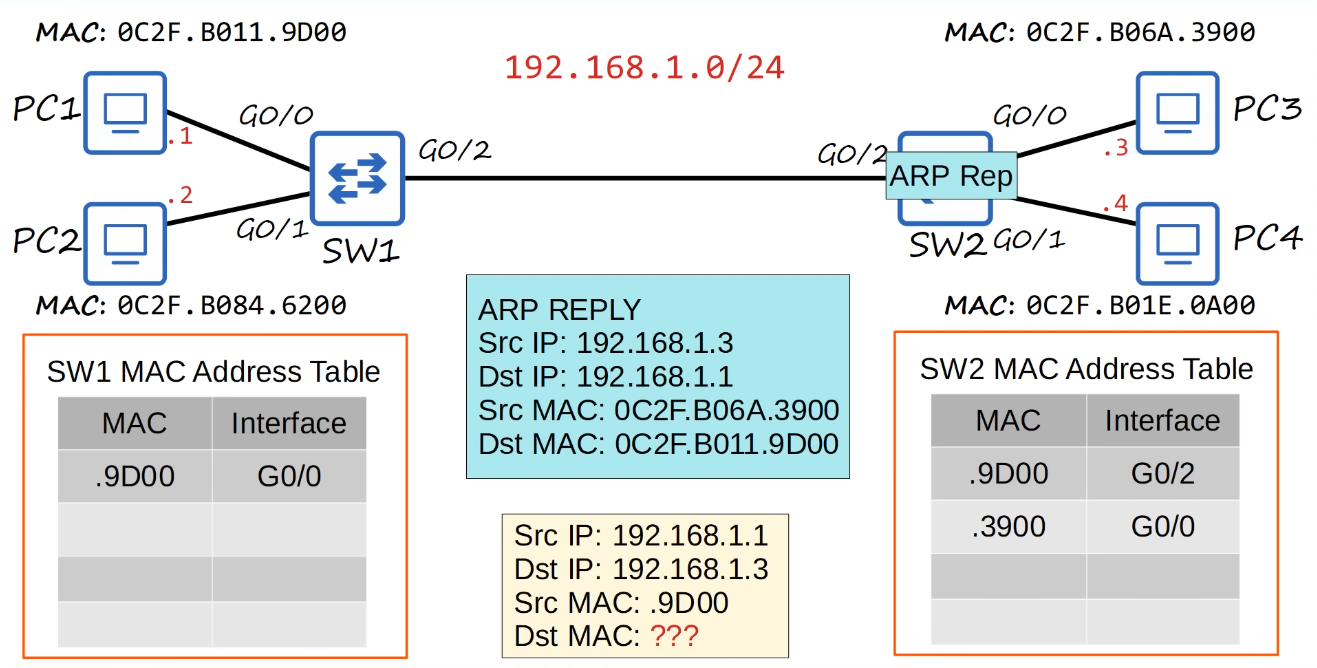 MAC: 0C2F.B011.9D00
MAC: 0C2F.B06A.3900
192.168.1.0/24
PC1
G0/0
.1
G0/2
G0/2
G0/0
PC3
.3
ARP Rep
.2
.4
PC2
G0/1
SW1
SW2
G0/1
PC4
MAC: 0C2F.B084.6200
MAC: 0C2F.B01E.0A00
ARP REPLY
Src IP: 192.168.1.3
Dst IP: 192.168.1.1
Src MAC: 0C2F.B06A.3900
Dst MAC: 0C2F.B011.9D00
SW1 MAC Address Table
MAC Interface
.9D00 G0/0
SW2 MAC Address Table
MAC Interface
.9D00 G0/2
.3900 G0/0
Src IP: 192.168.1.1
Dst IP: 192.168.1.3
Src MAC: .9D00
Dst MAC: ???